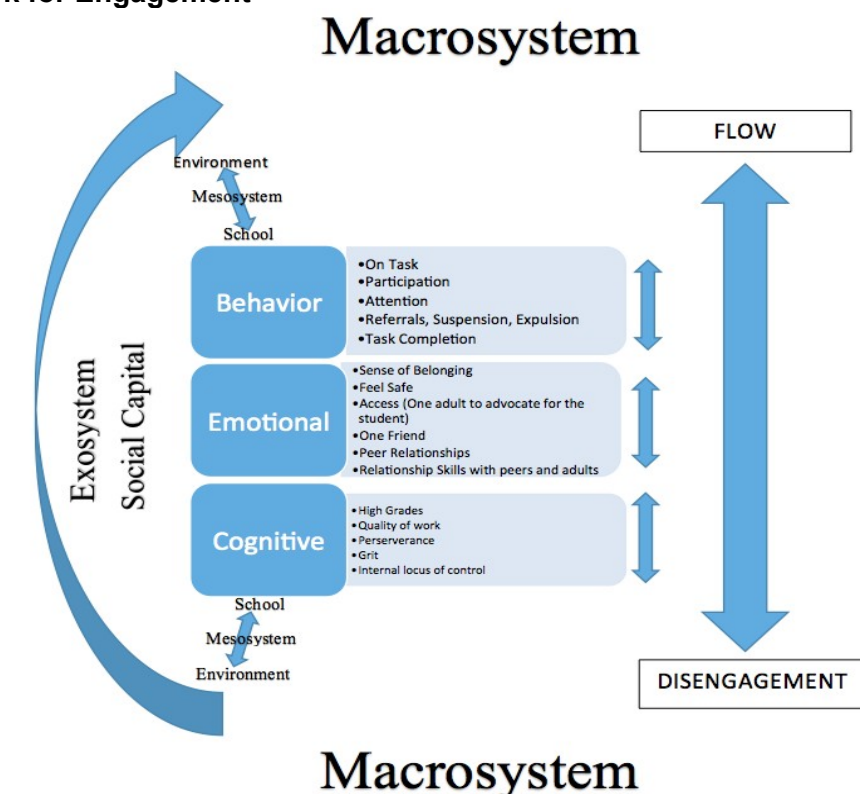 k for Engagement
Macrosystem
FLOW
Environment
Mesosystem
School
Behavior
•On Task
•Participation
•Attention
•Referrals, Suspension, Expulsion
•Task Completion
Exosystem
Social Capital
Emotional
•Sense of Belonging
•Feel Safe
•Access (One adult to advocate for the
student)
•One Friend
•Peer Relationships
•Relationship Skills with peers and adults
Cognitive
•High Grades
•Quality of work
•Perserverance
•Grit
•Internal locus of control
School
Mesosystem
Environment
DISENGAGEMENT
Macrosystem